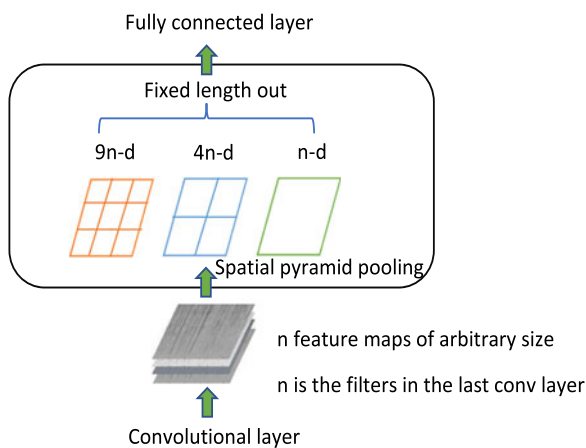 Fully connected layer
Fixed length out
9n-d 4n-d n-d
Spatial pyramid pooling
n feature maps of arbitrary size
n is the filters in the last conv layer
Convolutional layer